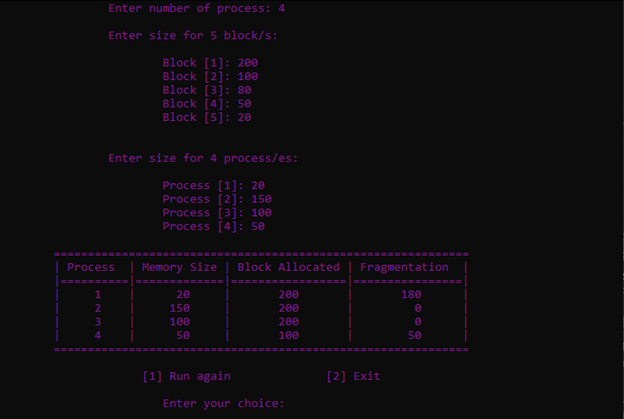 Enter number of process: 4
Enter size for 5 block/s:
Block [1]: 200
Block [2]: 100
Block [3]: 80
Block [4]: 50
Block [5]: 20
Enter size for 4 process/es:
Process [1]: 20
Process [2]: 150
Process [3]: 100
Process [4]: 50
=============================================================
| Process | Memory Size | Block Allocated | Fragmentation |
|==========|=============|=================|================|
| 1 | 20 | 200 | 180 |
| 2 | 150 | 200 | 0 |
| 3 | 100 | 200 | 0 |
| 4 | 50 | 100 | 50 |
=============================================================
[1] Run again [2] Exit
Enter your choice: